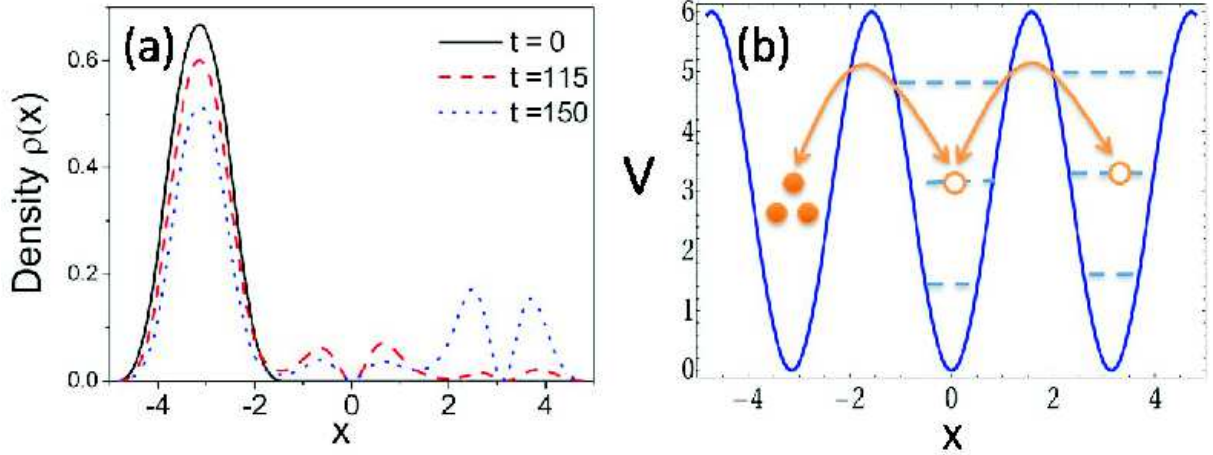 (a)
t = 0
t =115
t =150
Density ρ(x)
0.6
0.4
0.2
0.0
-4 -2 0 2 4
x
(b)
V
6
5
4
3
2
1
0
−4 −2 0 2 4
x